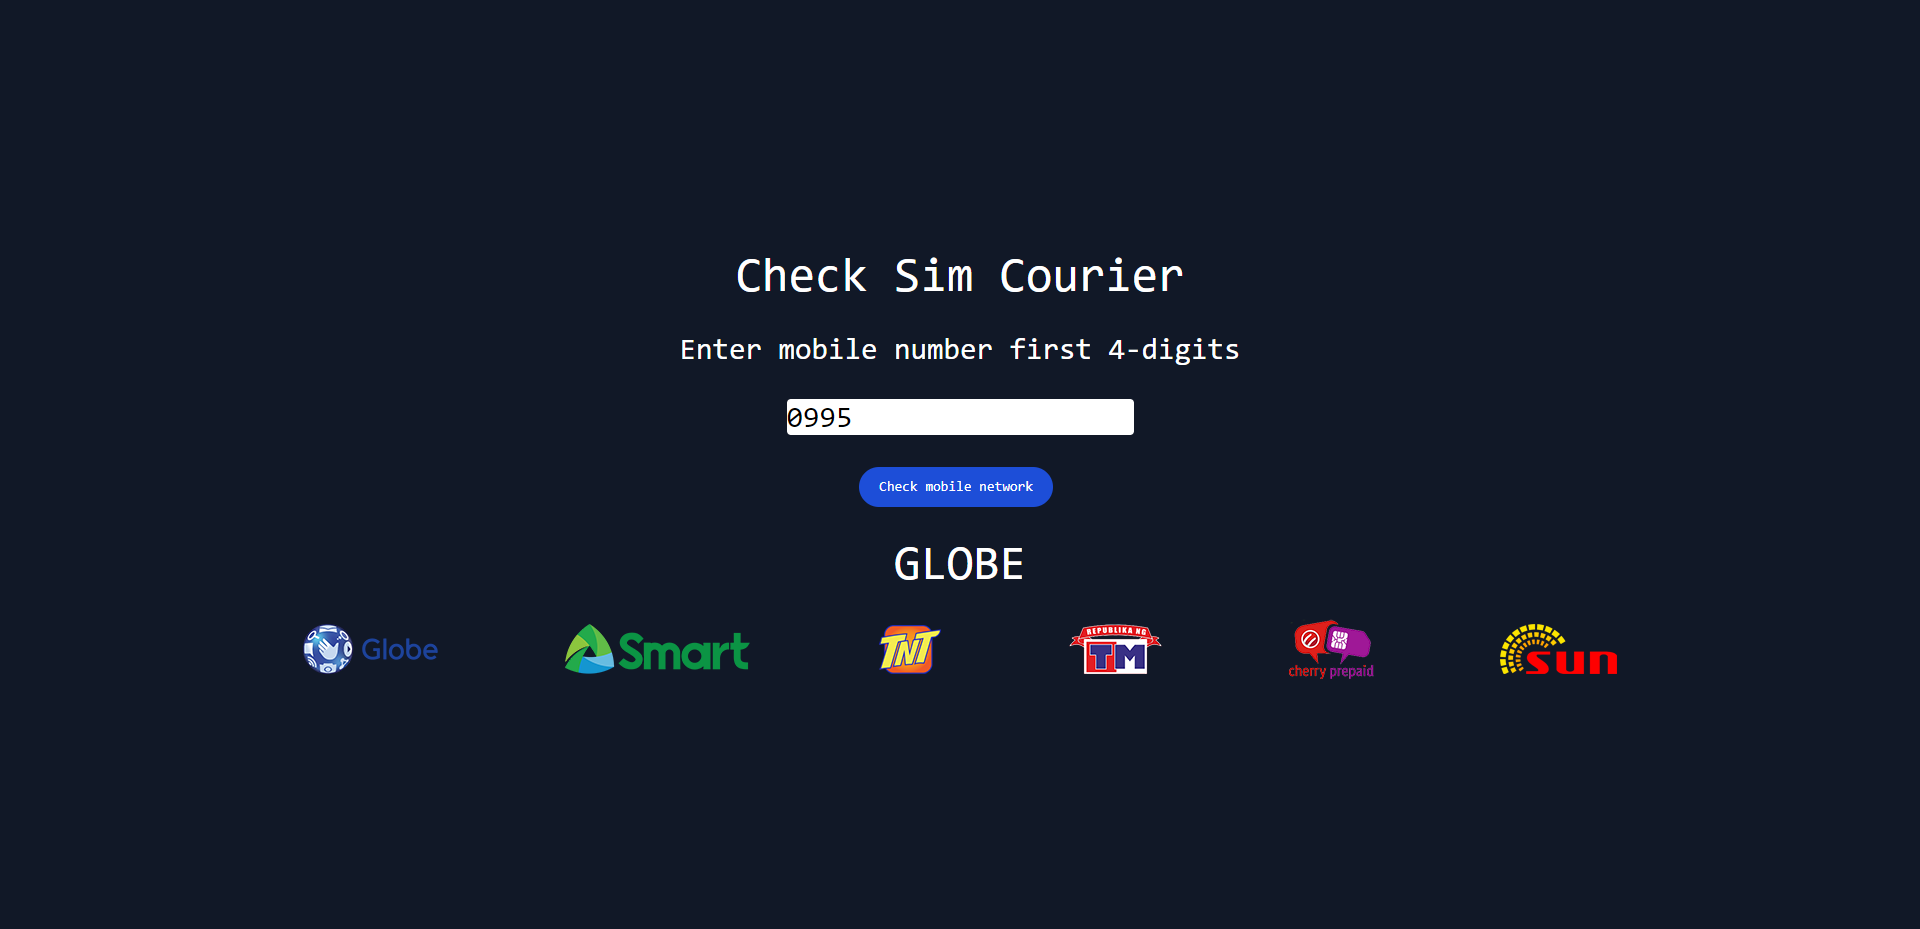 Check Sim Courier
Enter mobile number first 4-digits
0995
Check mobile network
GLOBE
Globe
Smart
TNT
REPUBLIKA NG
TM
cherry prepaid
sun